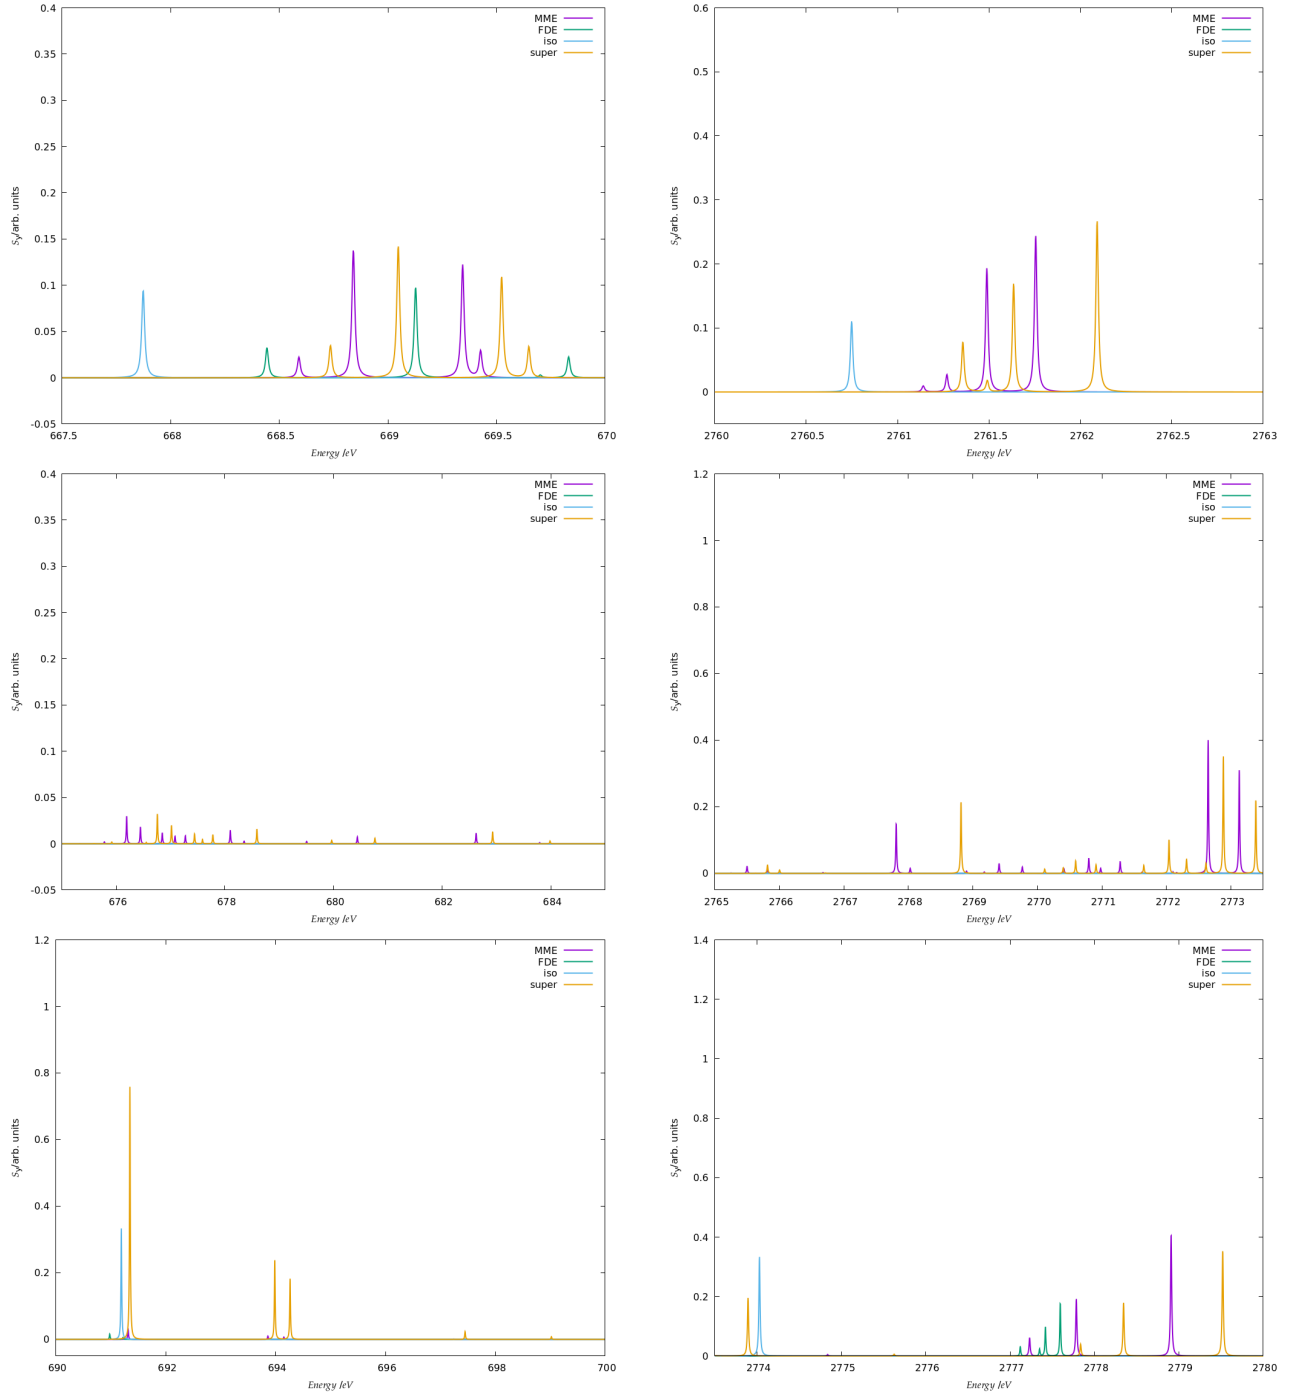 0.4
0.35
0.3
0.25
0.2
0.15
0.1
0.05
0
-0.05
667.5 668 668.5 669 669.5 670
Sy/arb. units
Energy /eV
MME
FDE
iso
super
0.6
0.5
0.4
0.3
0.2
0.1
0
2760 2760.5 2761 2761.5 2762 2762.5 2763
Sy/arb. units
Energy /eV
MME
FDE
iso
super
0.4
0.35
0.3
0.25
0.2
0.15
0.1
0.05
0
-0.05
676 678 680 682 684
Sy/arb. units
Energy /eV
MME
FDE
iso
super
1.2
1
0.8
0.6
0.4
0.2
0
2765 2766 2767 2768 2769 2770 2771 2772 2773
Sy/arb. units
Energy /eV
MME
FDE
iso
super
1.2
1
0.8
0.6
0.4
0.2
0
690 692 694 696 698 700
Sy/arb. units
Energy /eV
MME
FDE
iso
super
1.4
1.2
1
0.8
0.6
0.4
0.2
0
2774 2775 2776 2777 2778 2779 2780
Sy/arb. units
Energy /eV
MME
FDE
iso
super